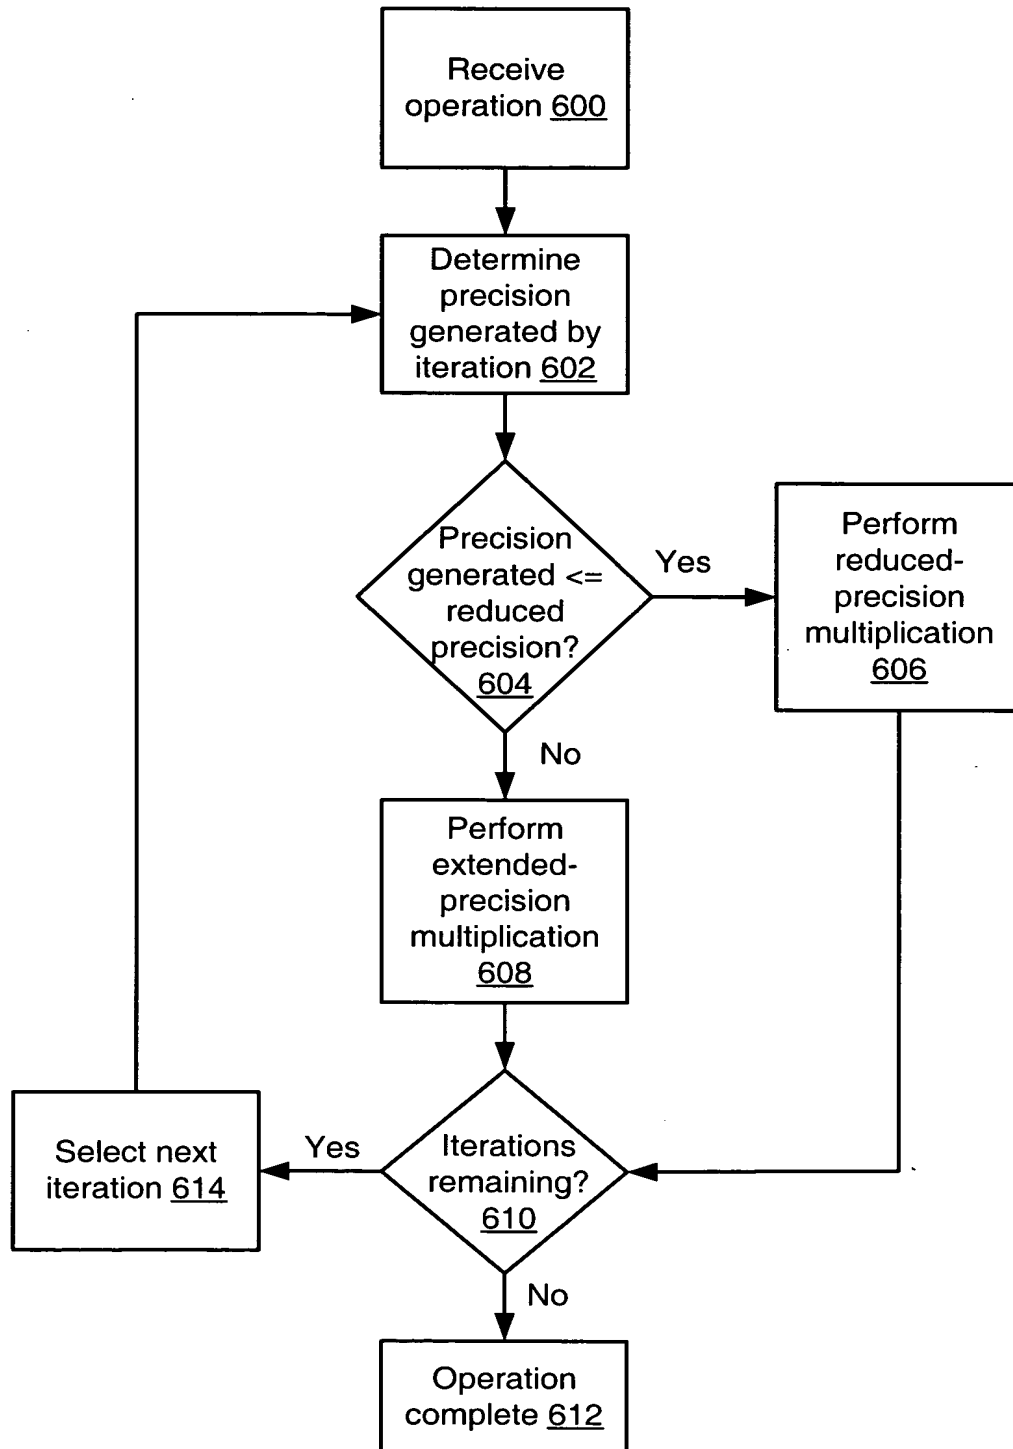 Receive
operation 600
Determine
precision
generated by
iteration 602
Precision
generated <=
reduced
precision?
604
Yes
Perform
reduced-
precision
multiplication
606
No
Perform
extended-
precision
multiplication
608
Iterations
remaining?
610
Yes
Select next
iteration 614
No
Operation
complete 612